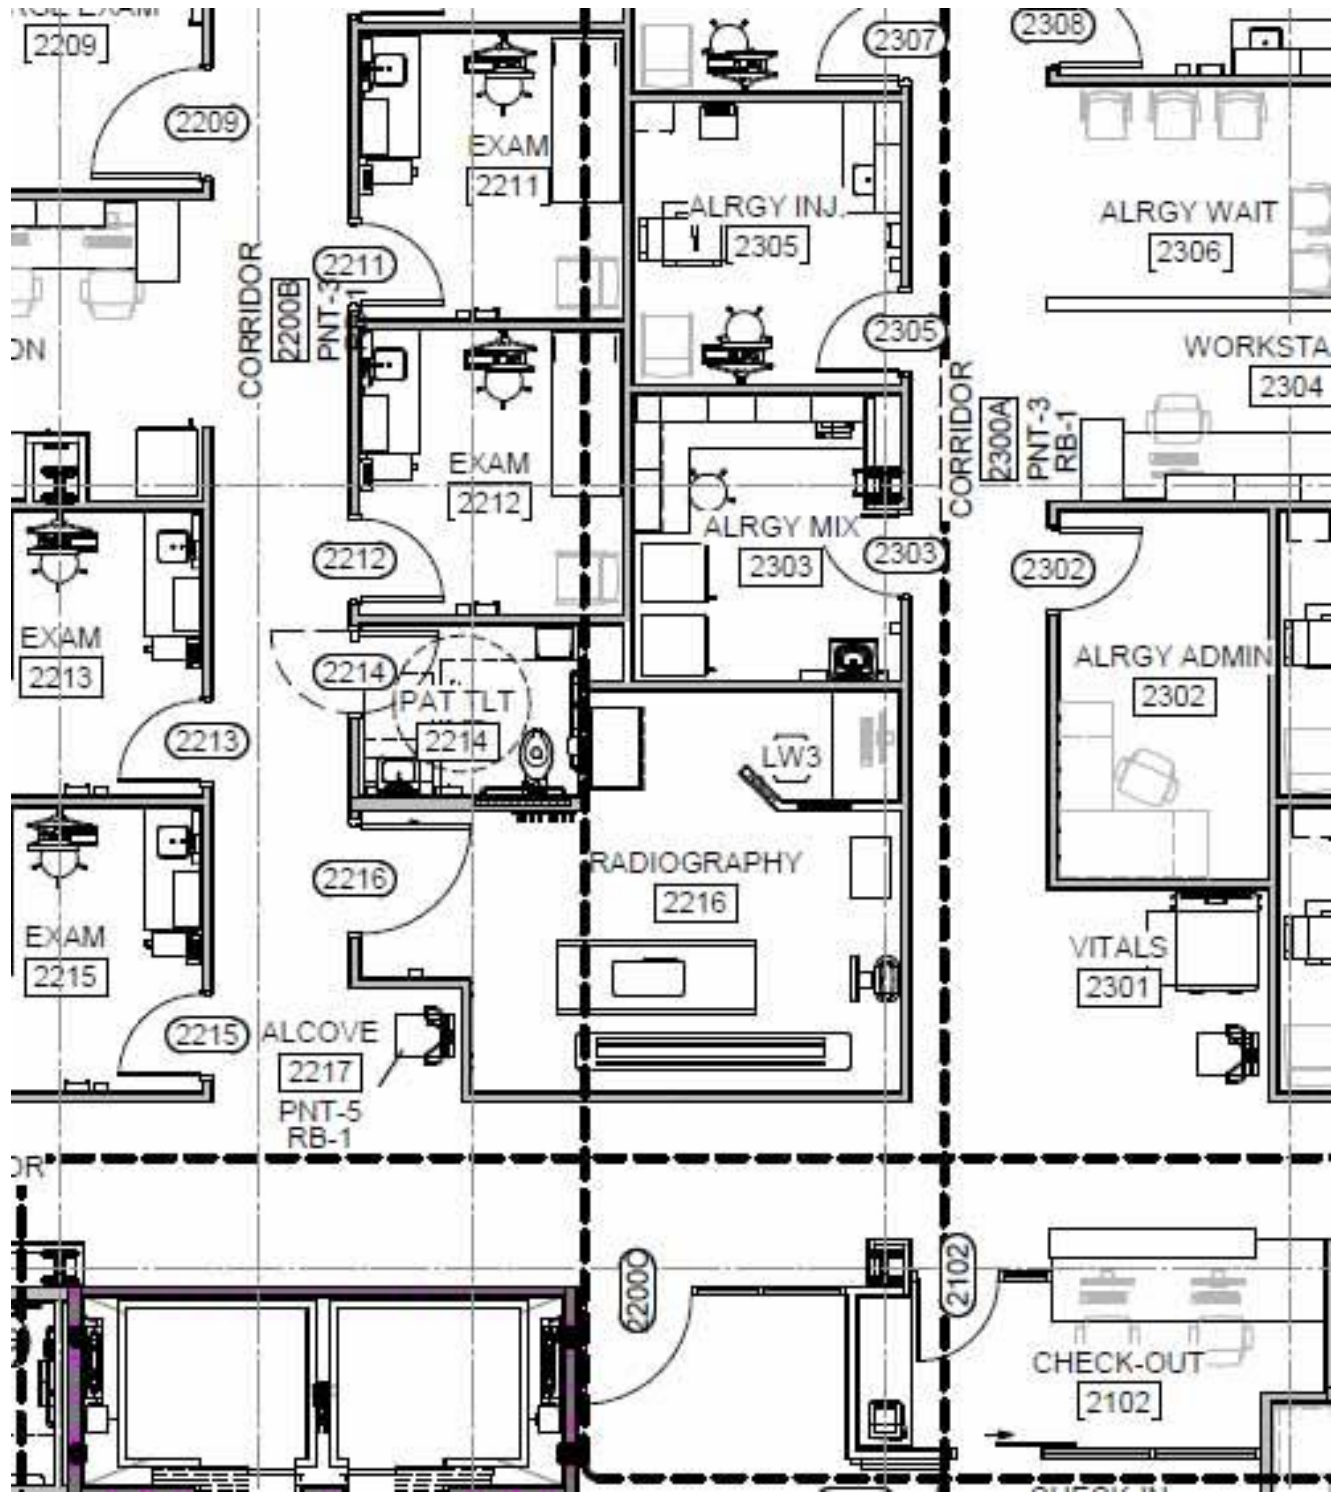 2209
2209
EXAM
2211
2211
CORRIDOR
2200B
PNT-3
2307
2308
ALRGY INJ.
2305
2305
ALRGY WAIT
2306
WORKSTA
2304
CORRIDOR
2300A
PNT-3
RB-1
EXAM
2212
2212
ALRGY MIX
2303
2303
2302
ALRGY ADMIN
2302
EXAM
2213
2213
2214
PAT TLT
2214
LW3
RADIOGRAPHY
2216
2216
EXAM
2215
2215
ALCOVE
2217
PNT-5
RB-1
VITALS
2301
2200C
2102
CHECK-OUT
2102